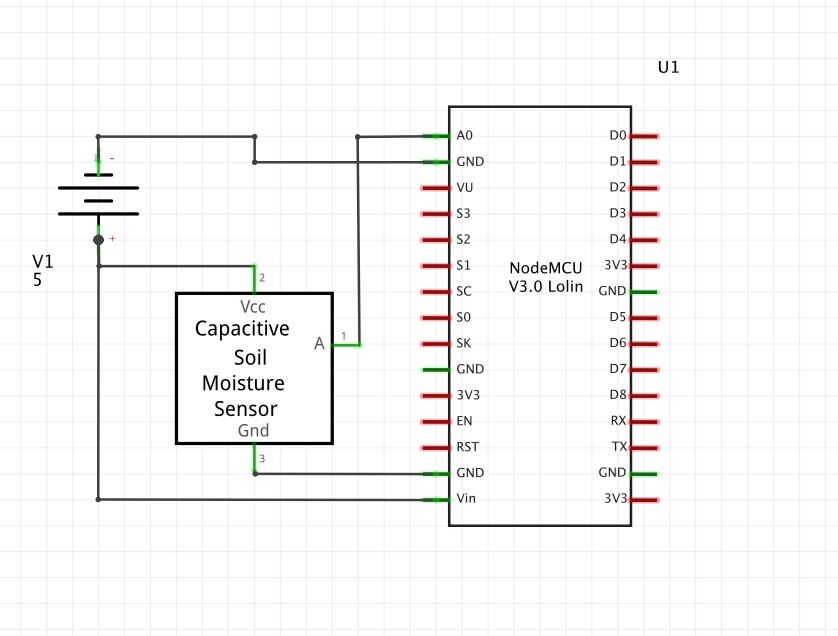 U1
A0
D0
1
-
GND
D1
VU
D2
S3
D3
+
S2
D4
V1
5
S1
3V3
2
NodeMCU
V3.0 Lolin
SC
GND
Vcc
Capacitive
Soil
Moisture
Sensor
Gnd
A
1
3
S0
D5
SK
D6
GND
D7
3V3
D8
EN
RX
RST
TX
GND
GND
Vin
3V3